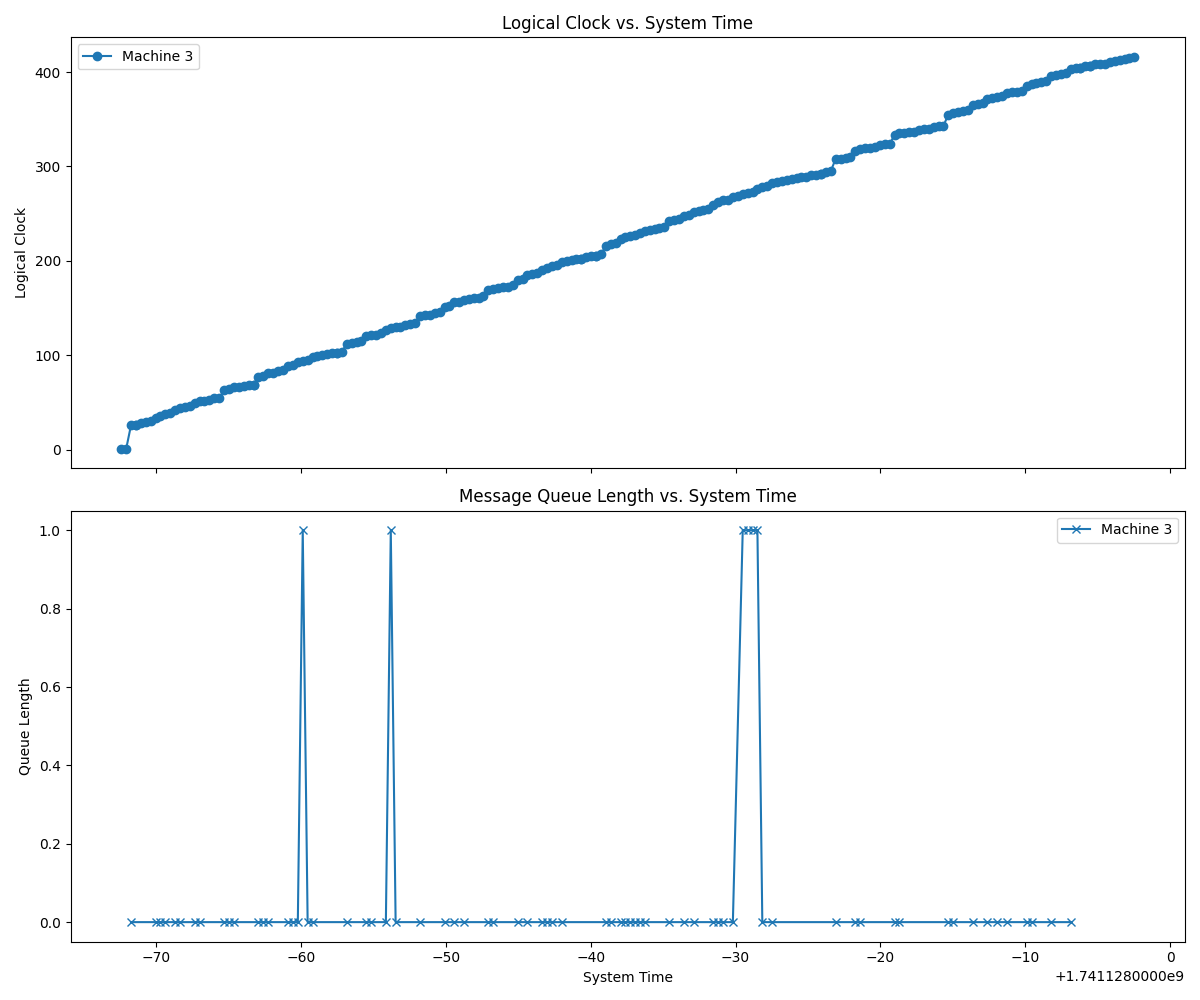 Logical Clock vs. System Time
Machine 3
Logical Clock
400
300
200
100
0
Message Queue Length vs. System Time
Machine 3
Queue Length
1.0
0.8
0.6
0.4
0.2
0.0
−70 −60 −50 −40 −30 −20 −10 0
System Time
+1.7411280000e9